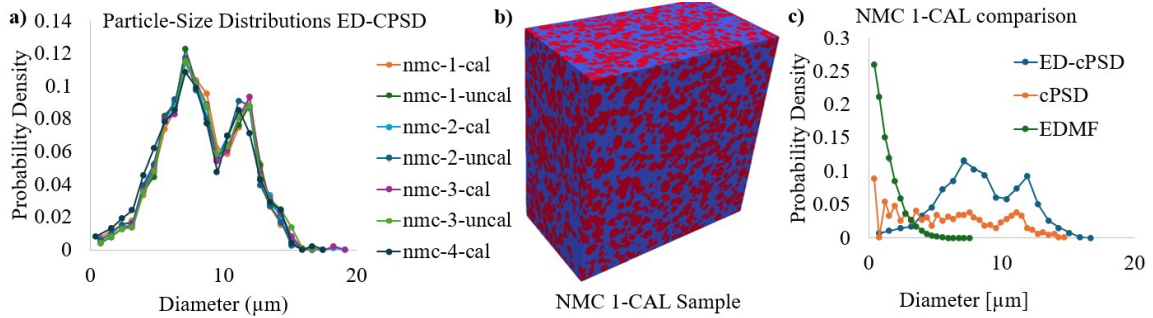 a)
Particle-Size Distributions ED-CPSD
Probability Density
0.14
0.12
0.1
0.08
0.06
0.04
0.02
0
0
10
20
Diameter (µm)
nmc-1-cal
nmc-1-uncal
nmc-2-cal
nmc-2-uncal
nmc-3-cal
nmc-3-uncal
nmc-4-cal
b)
NMC 1-CAL Sample
c)
NMC 1-CAL comparison
Probability Density
0.3
0.25
0.2
0.15
0.1
0.05
0
0
10
20
Diameter [µm]
ED-cPSD
cPSD
EDMF